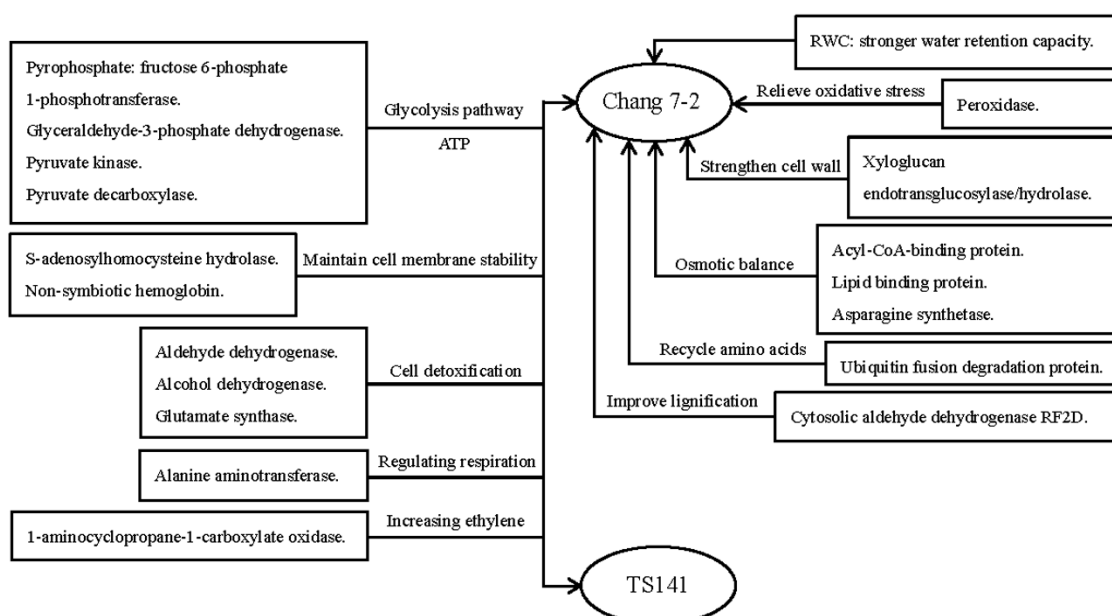 Pyrophosphate: fructose 6-phosphate
1-phosphotransferase.
Glyceraldehyde-3-phosphate dehydrogenase.
Pyruvate kinase.
Pyruvate decarboxylase.
Glycolysis pathway
ATP
S-adenosylhomocysteine hydrolase.
Non-symbiotic hemoglobin.
Maintain cell membrane stability
Aldehyde dehydrogenase.
Alcohol dehydrogenase.
Glutamate synthase.
Cell detoxification
Alanine aminotransferase.
Regulating respiration
1-aminocyclopropane-1-carboxylate oxidase.
Increasing ethylene
Chang 7-2
TS141
RWC: stronger water retention capacity.
Relieve oxidative stress
Peroxidase.
Strengthen cell wall
Xyloglucan
endotransglucosylase/hydrolase.
Osmotic balance
Acyl-CoA-binding protein.
Lipid binding protein.
Asparagine synthetase.
Recycle amino acids
Ubiquitin fusion degradation protein.
Improve lignification
Cytosolic aldehyde dehydrogenase RF2D.